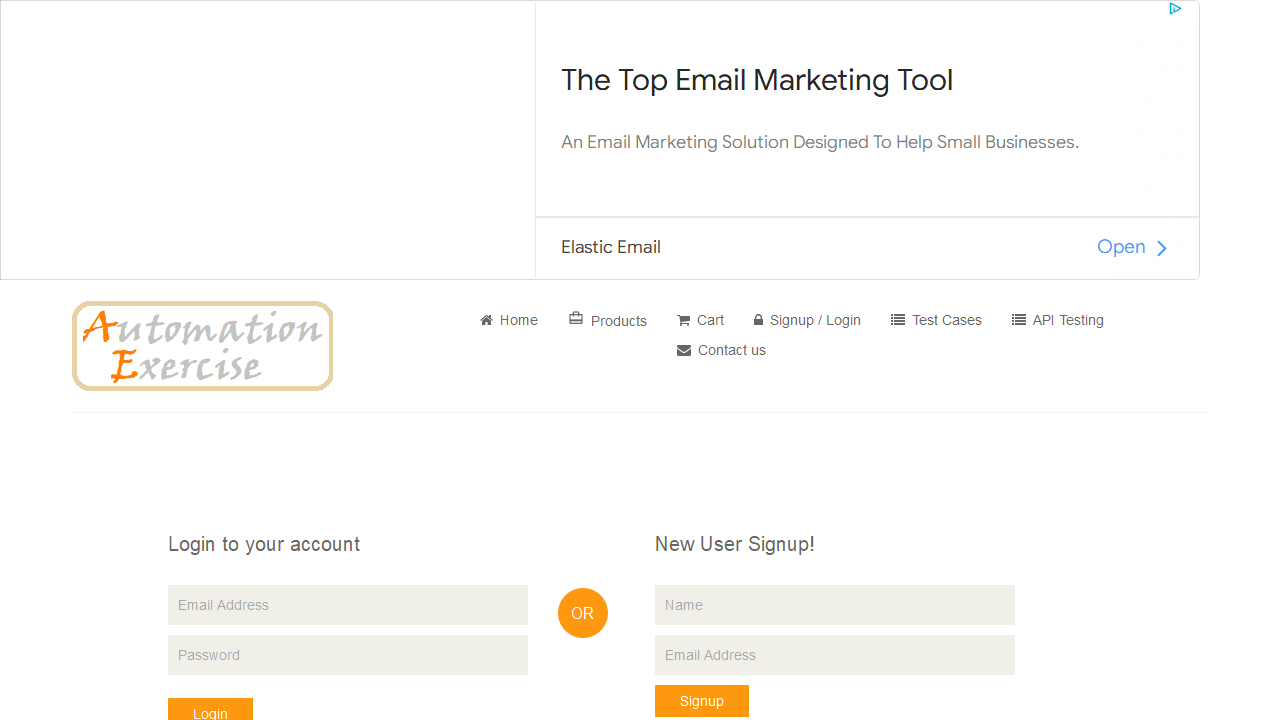 The Top Email Marketing Tool
An Email Marketing Solution Designed To Help Small Businesses.
Elastic Email
Open
Automation
Exercise
Home
Products
Cart
Signup / Login
Test Cases
API Testing
Contact us
Login to your account
Email Address
Password
Login
OR
New User Signup!
Name
Email Address
Signup